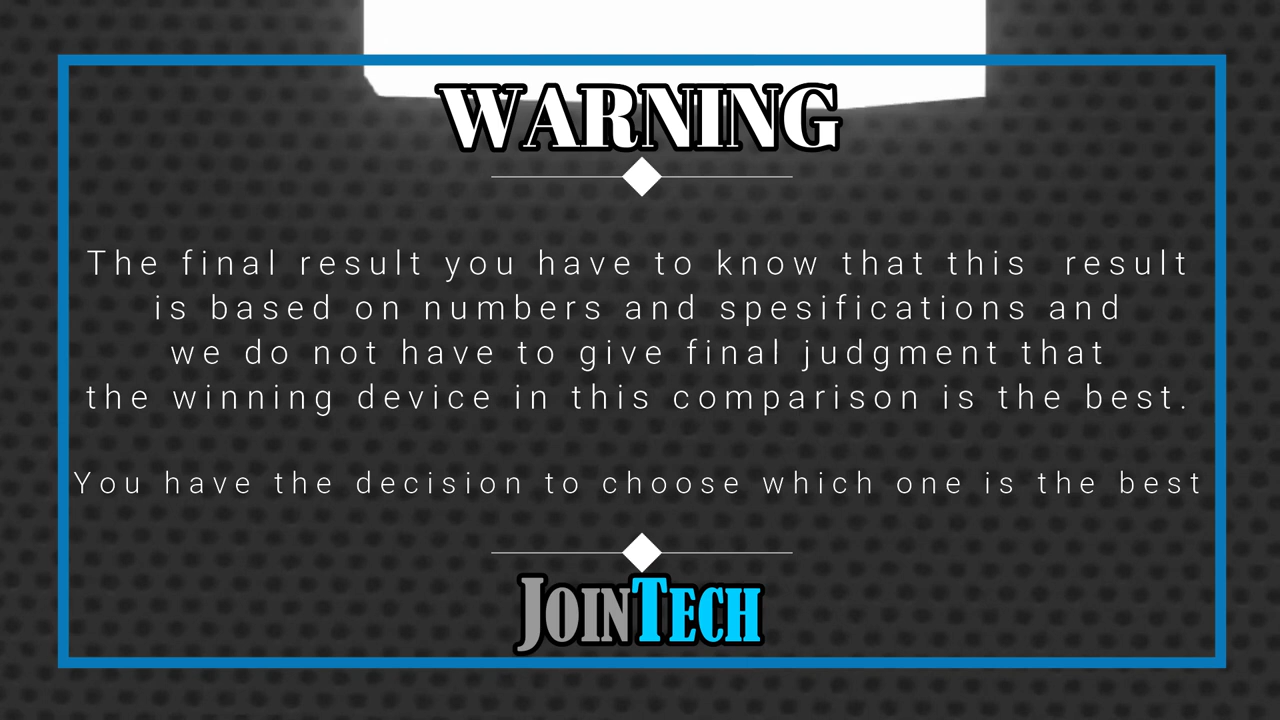 WARNING
The final result you have to know that this result
is based on numbers and spesifications and
we do not have to give final judgment that
the winning device in this comparison is the best.
You have the decision to choose which one is the best
JOINTECH